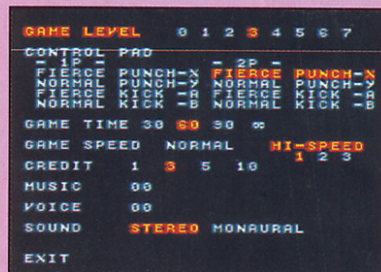 GAME LEVEL 0 1 2 3 4 5 6 7
CONTROL PAD
- 1P - - 2P -
FIERCE PUNCH-X FIERCE PUNCH-X
NORMAL PUNCH-Y NORMAL PUNCH-Y
FIERCE KICK -A FIERCE KICK -A
NORMAL KICK -B NORMAL KICK -B
GAME TIME 30 60 90 ∞
GAME SPEED NORMAL HI-SPEED
1 2 3
CREDIT 1 3 5 10
MUSIC 00
VOICE 00
SOUND STEREO MONAURAL
EXIT